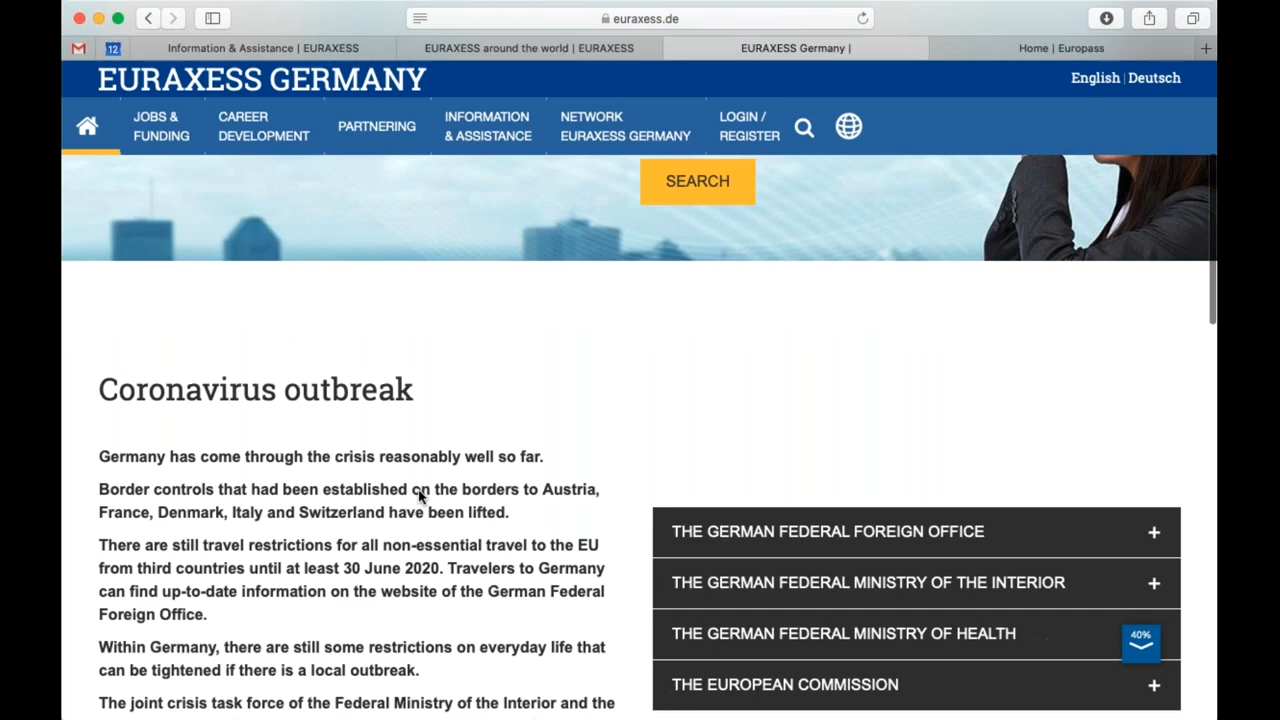 euraxess.de
12
Information & Assistance | EURAXESS
EURAXESS around the world | EURAXESS
EURAXESS Germany |
Home | Europass
EURAXESS GERMANY
English | Deutsch
JOBS &
FUNDING
CAREER
DEVELOPMENT
PARTNERING
INFORMATION
& ASSISTANCE
NETWORK
EURAXESS GERMANY
LOGIN /
REGISTER
SEARCH
Coronavirus outbreak
Germany has come through the crisis reasonably well so far.
Border controls that had been established on the borders to Austria,
France, Denmark, Italy and Switzerland have been lifted.
There are still travel restrictions for all non-essential travel to the EU
from third countries until at least 30 June 2020. Travelers to Germany
can find up-to-date information on the website of the German Federal
Foreign Office.
Within Germany, there are still some restrictions on everyday life that
can be tightened if there is a local outbreak.
The joint crisis task force of the Federal Ministry of the Interior and the
THE GERMAN FEDERAL FOREIGN OFFICE +
THE GERMAN FEDERAL MINISTRY OF THE INTERIOR +
THE GERMAN FEDERAL MINISTRY OF HEALTH
40%
THE EUROPEAN COMMISSION +